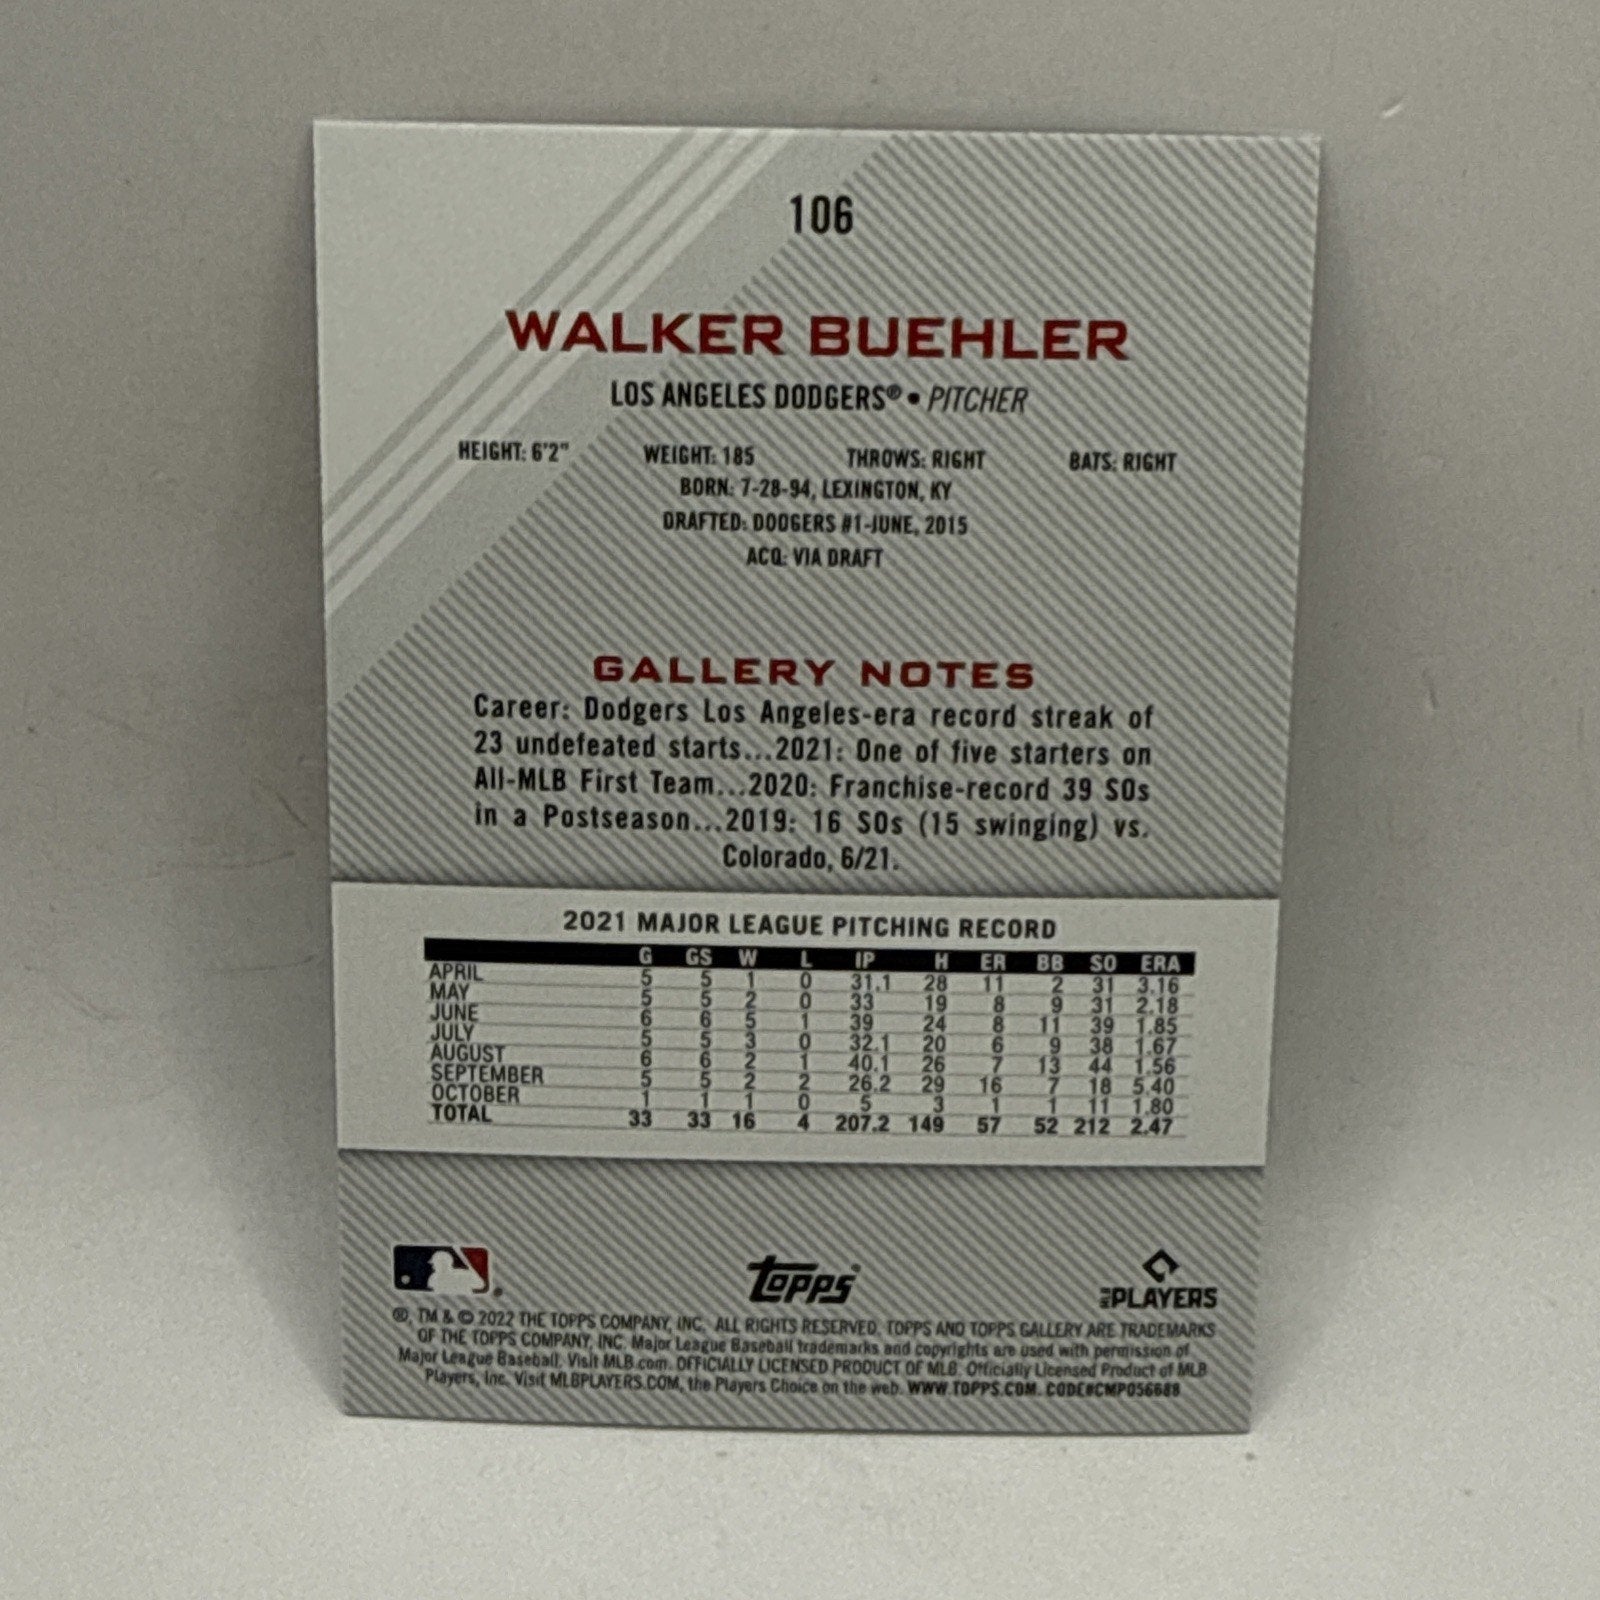 106
WALKER BUEHLER
LOS ANGELES DODGERS® • PITCHER
HEIGHT: 6'2" WEIGHT: 185 THROWS: RIGHT BATS: RIGHT
BORN: 7-28-94, LEXINGTON, KY
DRAFTED: DODGERS #1-JUNE, 2015
ACQ: VIA DRAFT
GALLERY NOTES
Career: Dodgers Los Angeles-era record streak of
23 undefeated starts...2021: One of five starters on
All-MLB First Team...2020: Franchise-record 39 SOs
in a Postseason...2019: 16 SOs (15 swinging) vs.
Colorado, 6/21.
2021 MAJOR LEAGUE PITCHING RECORD
G GS W L IP H ER BB SO ERA
APRIL 5 5 1 0 31.1 28 11 2 31 3.16
MAY 5 5 2 0 33 19 8 9 31 2.18
JUNE 6 6 5 1 39 24 8 11 39 1.85
JULY 5 5 3 0 32.1 20 6 9 38 1.67
AUGUST 6 6 2 1 40.1 26 7 13 44 1.56
SEPTEMBER 5 5 2 2 26.2 29 16 7 18 5.40
OCTOBER 1 1 1 0 5 3 1 1 11 1.80
TOTAL 33 33 16 4 207.2 149 57 52 212 2.47
topps
PLAYERS
®, TM & © 2022 THE TOPPS COMPANY, INC. ALL RIGHTS RESERVED. TOPPS AND TOPPS GALLERY ARE TRADEMARKS
OF THE TOPPS COMPANY, INC. Major League Baseball trademarks and copyrights are used with permission of
Major League Baseball. Visit MLB.com. OFFICIALLY LICENSED PRODUCT OF MLB. Officially Licensed Product of MLB
Players, Inc. Visit MLBPLAYERS.COM, the Players Choice on the web. WWW.TOPPS.COM. CODE#CMP056688